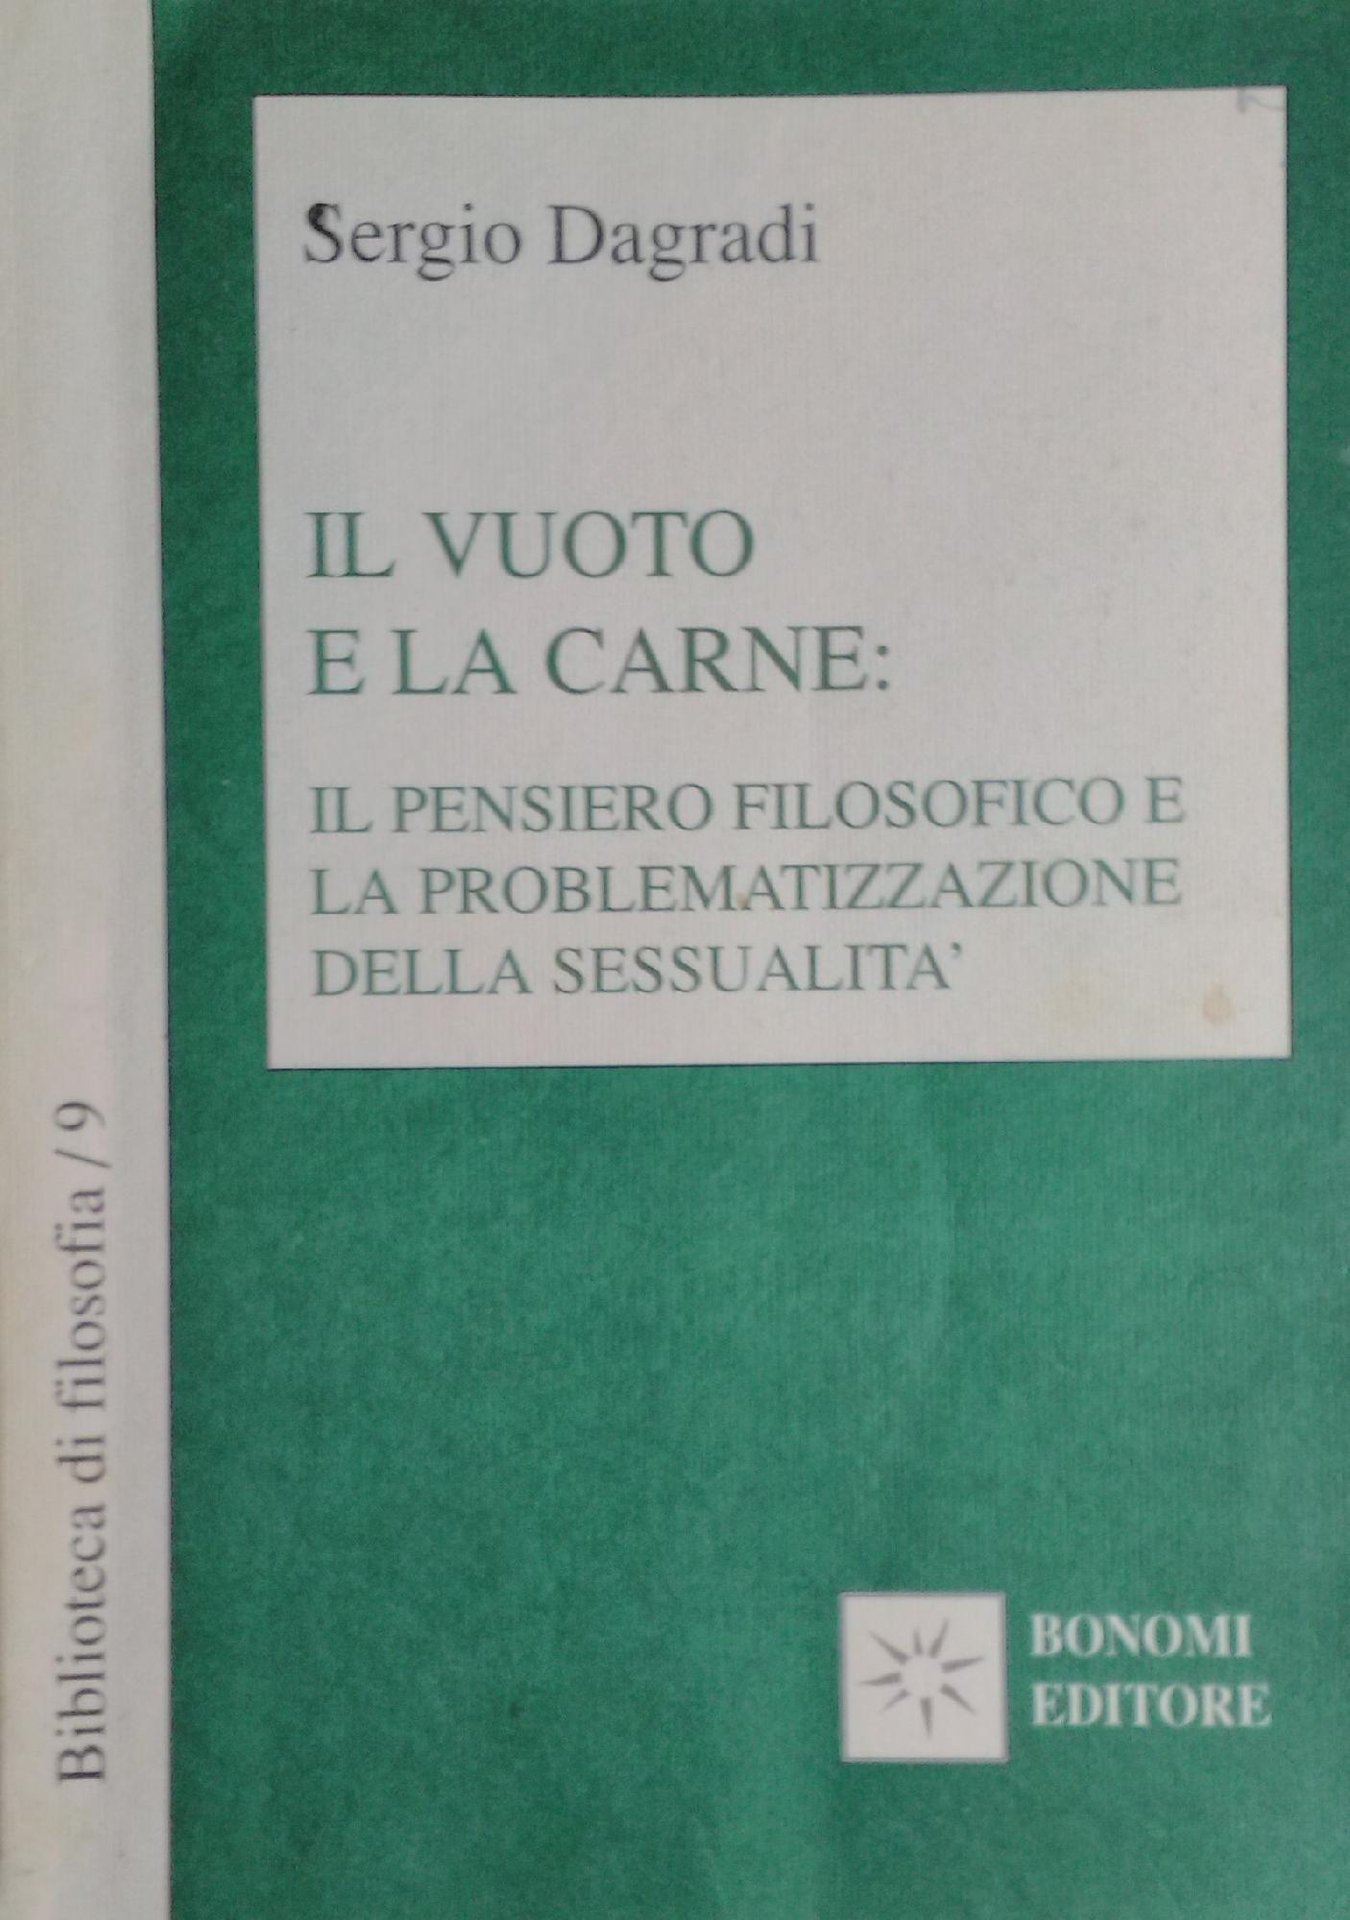 Sergio Dagradi
IL VUOTO
E LA CARNE:
IL PENSIERO FILOSOFICO E
LA PROBLEMATIZZAZIONE
DELLA SESSUALITA'
Biblioteca di filosofia / 9
BONOMI
EDITORE